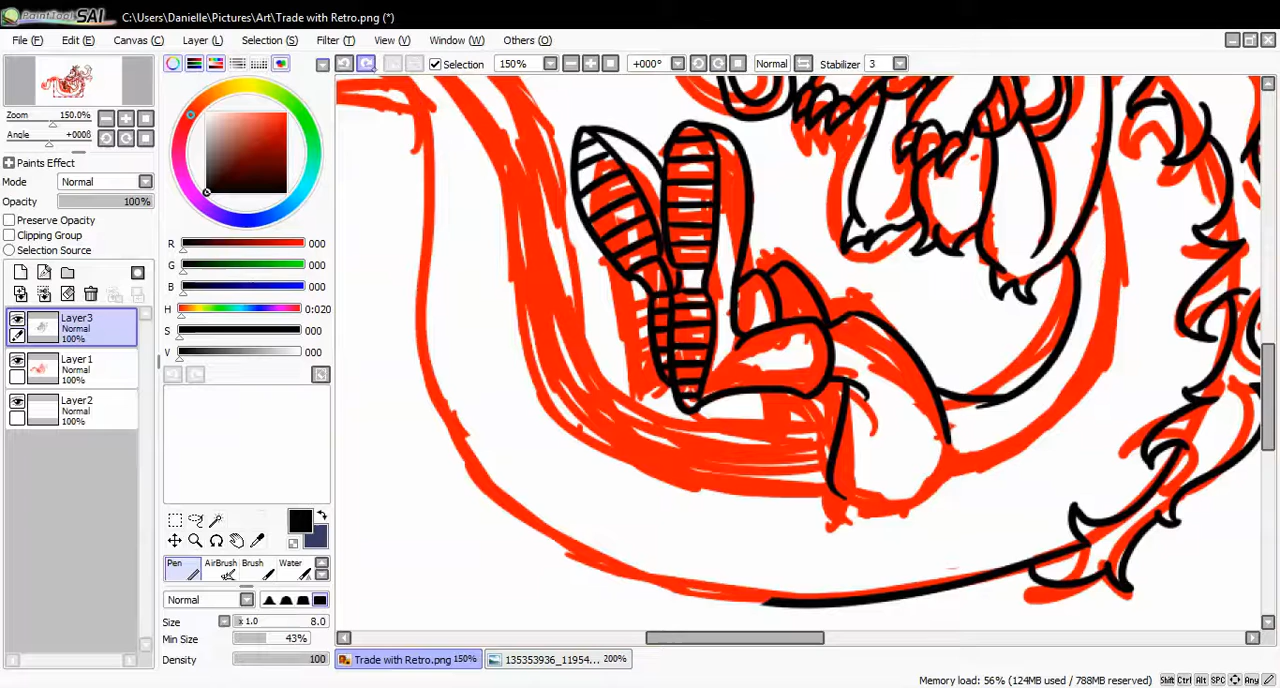 PaintTool SAI C:\Users\Danielle\Pictures\Art\Trade with Retro.png (*)
File (F) Edit (E) Canvas (C) Layer (L) Selection (S) Filter (T) View (V) Window (W) Others (O)
Selection 150% +000° Normal Stabilizer 3
Zoom 150.0%
Angle +000ß
Paints Effect
Mode Normal
Opacity 100%
Preserve Opacity
Clipping Group
Selection Source
Layer3
Normal
100%
Layer1
Normal
100%
Layer2
Normal
100%
R 000
G 000
B 000
H 0:020
S 000
V 000
Pen AirBrush Brush Water
Normal
Size x 1.0 8.0
Min Size 43%
Density 100
Trade with Retro.png 150% 135353936_11954... 200%
Memory load: 56% (124MB used / 788MB reserved) Shift Ctrl Alt SPC Any